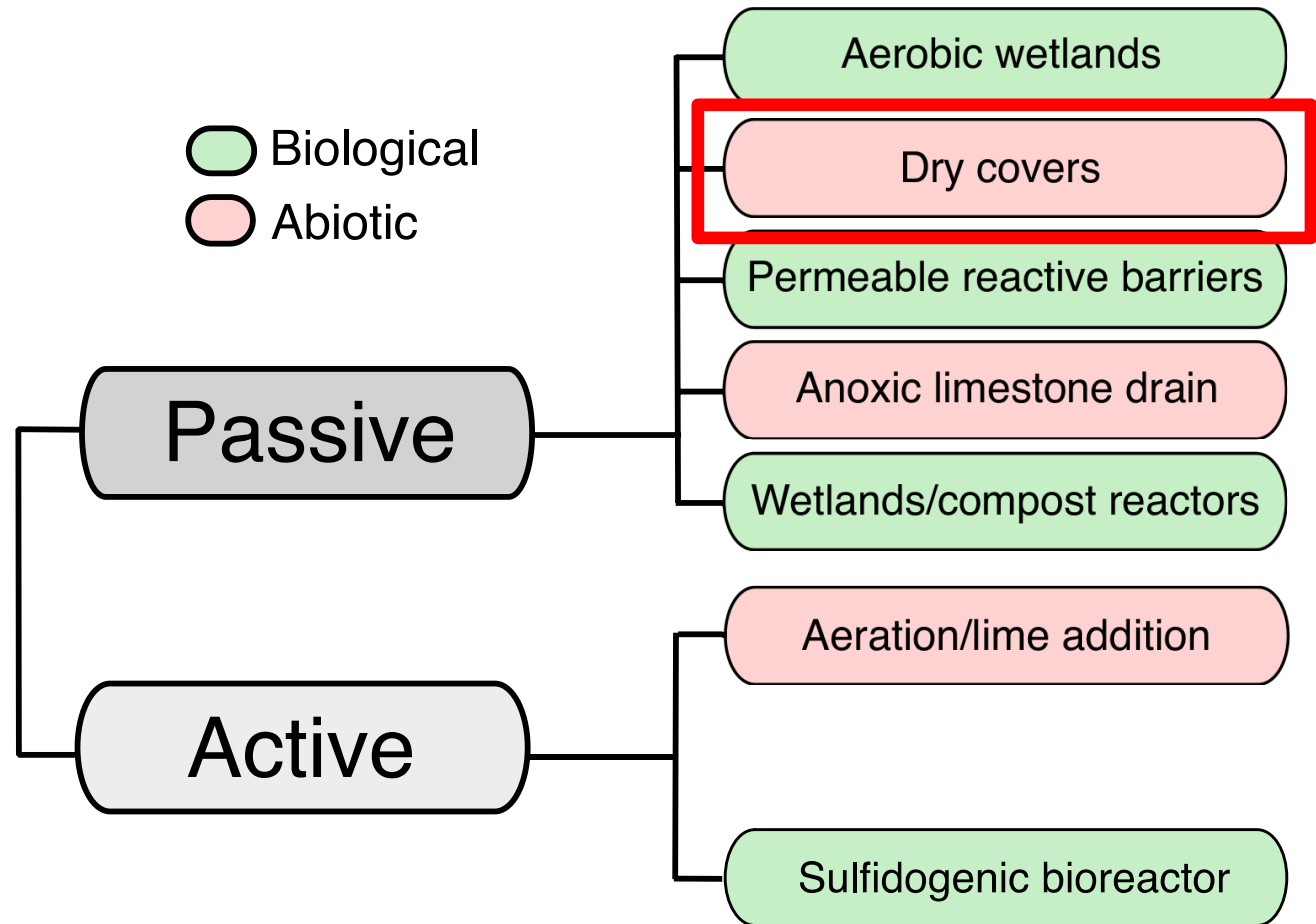 Biological
Abiotic
Passive
Active
Aerobic wetlands
Dry covers
Permeable reactive barriers
Anoxic limestone drain
Wetlands/compost reactors
Aeration/lime addition
Sulfidogenic bioreactor